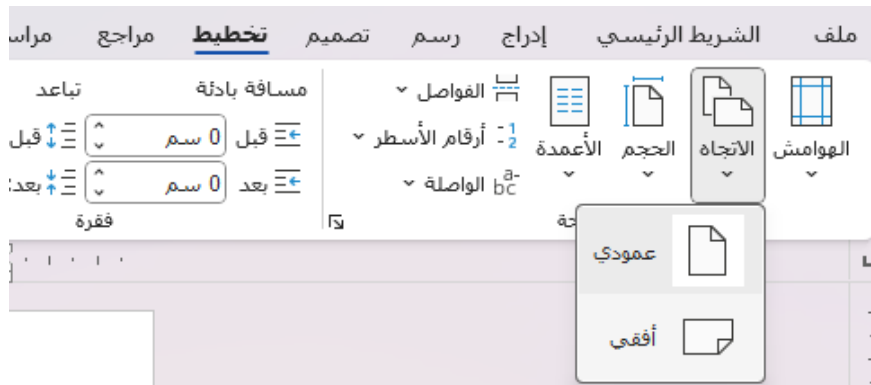 ملف الشريط الرئيسي إدراج رسم تصميم تخطيط مراجع
الهوامش
الاتجاه
الحجم
الأعمدة
الفواصل
أرقام الأسطر
الواصلة
مسافة بادئة
قبل 0 سم
بعد 0 سم
تباعد
قبل
بعد:
فقرة
عمودي
أفقي